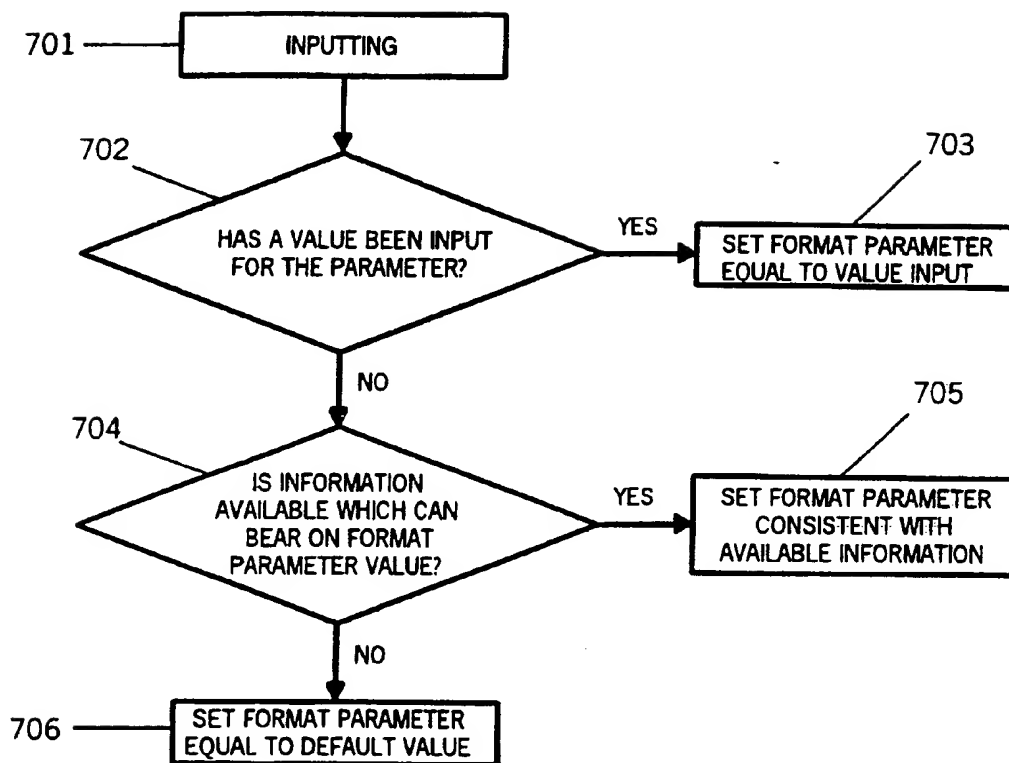 701
INPUTTING
702
HAS A VALUE BEEN INPUT
FOR THE PARAMETER?
YES
703
SET FORMAT PARAMETER
EQUAL TO VALUE INPUT
NO
704
IS INFORMATION
AVAILABLE WHICH CAN
BEAR ON FORMAT
PARAMETER VALUE?
YES
705
SET FORMAT PARAMETER
CONSISTENT WITH
AVAILABLE INFORMATION
NO
706
SET FORMAT PARAMETER
EQUAL TO DEFAULT VALUE